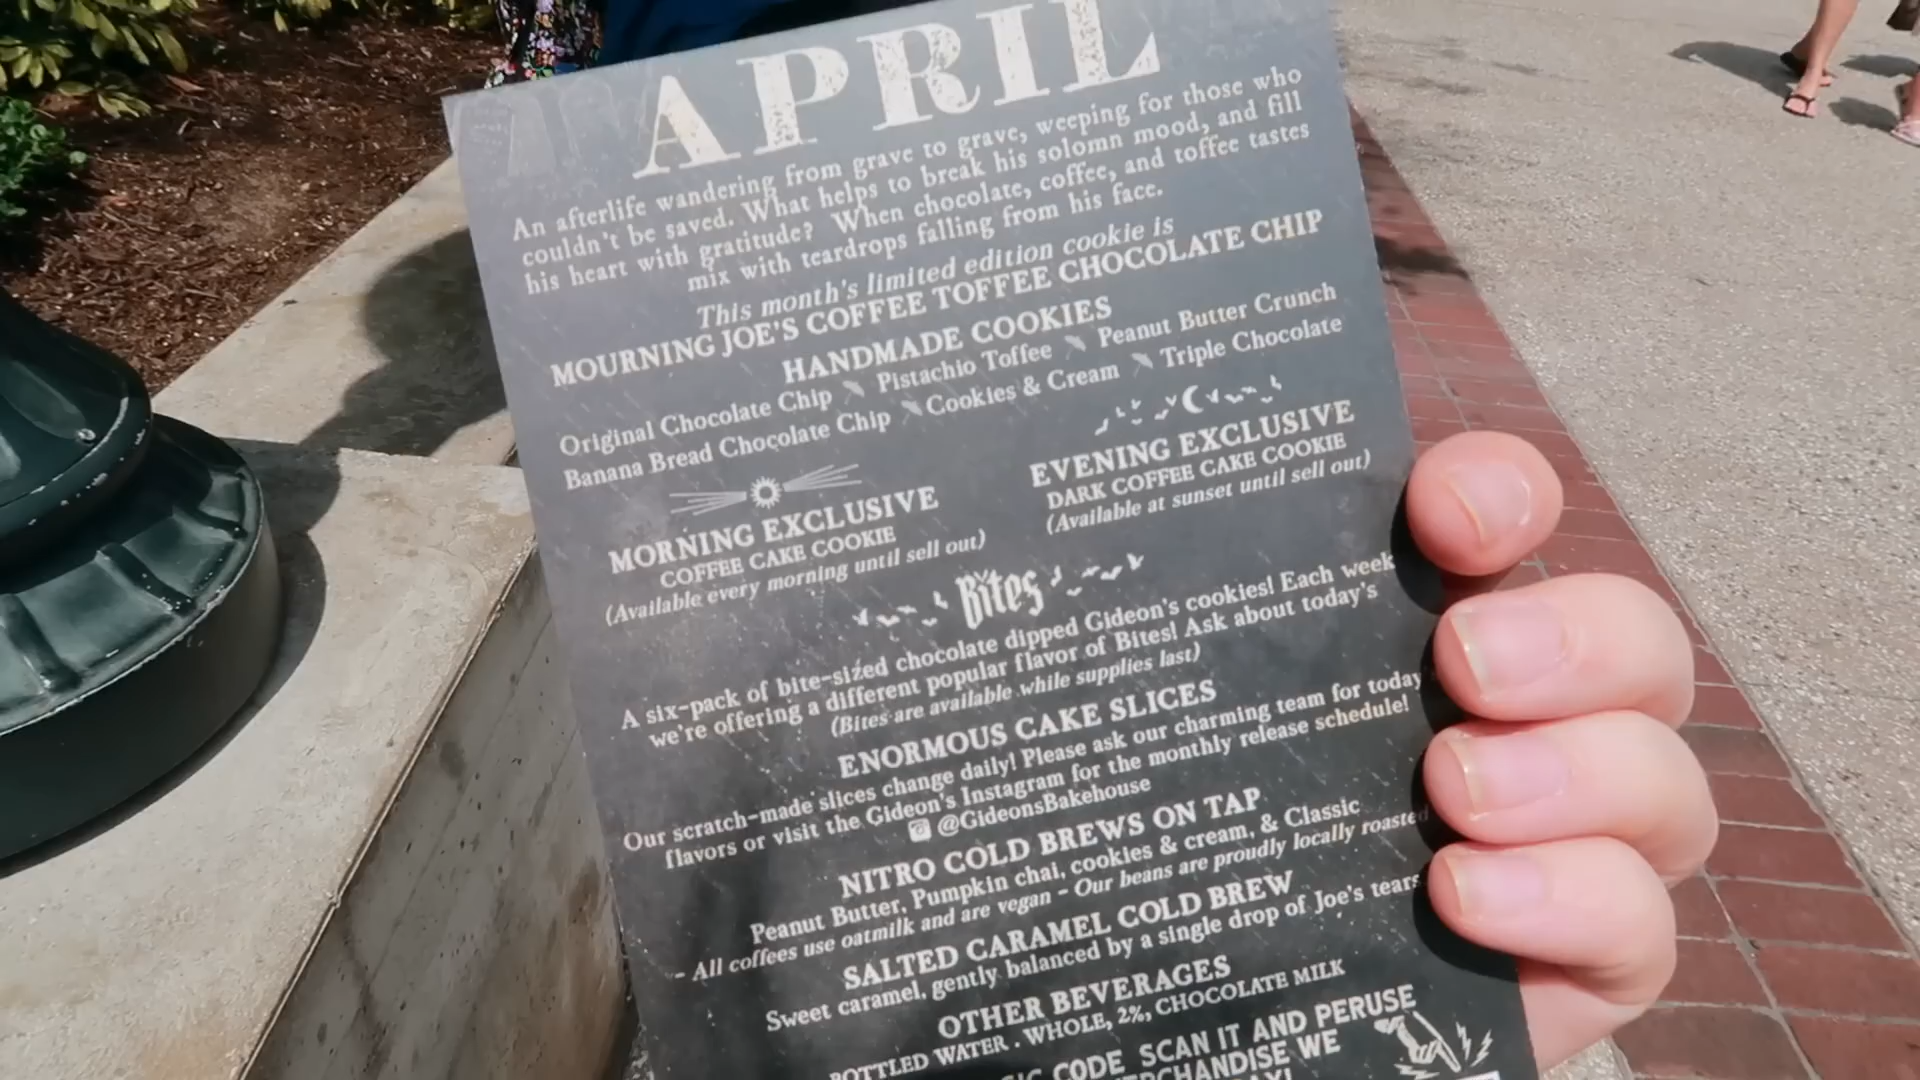 APRIL
An afterlife wandering from grave to grave, weeping for those who
couldn't be saved. What helps to break his solomn mood, and fill
his heart with gratitude? When chocolate, coffee, and toffee tastes
mix with teardrops falling from his face.
This month's limited edition cookie is
MOURNING JOE'S COFFEE TOFFEE CHOCOLATE CHIP
HANDMADE COOKIES
Original Chocolate Chip Pistachio Toffee Peanut Butter Crunch
Banana Bread Chocolate Chip Cookies & Cream Triple Chocolate
MORNING EXCLUSIVE
COFFEE CAKE COOKIE
(Available every morning until sell out)
EVENING EXCLUSIVE
DARK COFFEE CAKE COOKIE
(Available at sunset until sell out)
Bites
A six-pack of bite-sized chocolate dipped Gideon's cookies! Each week
we're offering a different popular flavor of Bites! Ask about today's
(Bites are available while supplies last)
ENORMOUS CAKE SLICES
Our scratch-made slices change daily! Please ask our charming team for today
flavors or visit the Gideon's Instagram for the monthly release schedule!
@GideonsBakehouse
NITRO COLD BREWS ON TAP
Peanut Butter, Pumpkin chai, cookies & cream, & Classic
- All coffees use oatmilk and are vegan - Our beans are proudly locally roasted
SALTED CARAMEL COLD BREW
Sweet caramel, gently balanced by a single drop of Joe's tears
OTHER BEVERAGES
BOTTLED WATER . WHOLE, 2%, CHOCOLATE MILK
CODE SCAN IT AND PERUSE
WE